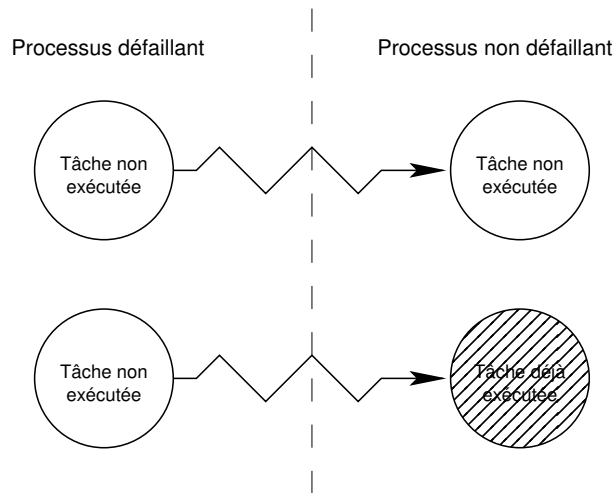 Processus défaillant
Processus non défaillant
Tâche non
exécutée
Tâche non
exécutée
Tâche non
exécutée
Tâche déjà
exécutée